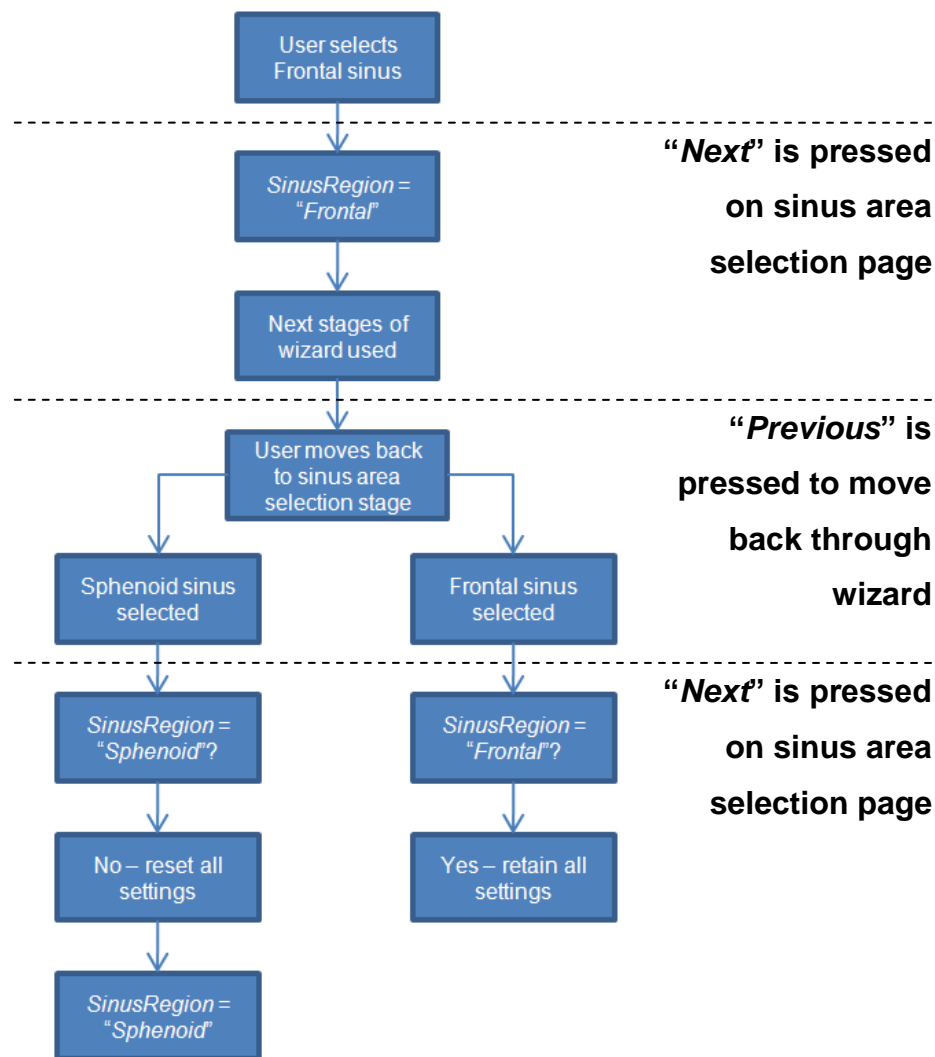 User selects
Frontal sinus
“Next” is pressed
on sinus area
selection page
SinusRegion =
“Frontal”
Next stages of
wizard used
“Previous” is
pressed to move
back through
wizard
User moves back
to sinus area
selection stage
Sphenoid sinus
selected
Frontal sinus
selected
“Next” is pressed
on sinus area
selection page
SinusRegion =
“Sphenoid”?
SinusRegion =
“Frontal”?
No – reset all
settings
Yes – retain all
settings
SinusRegion =
“Sphenoid”